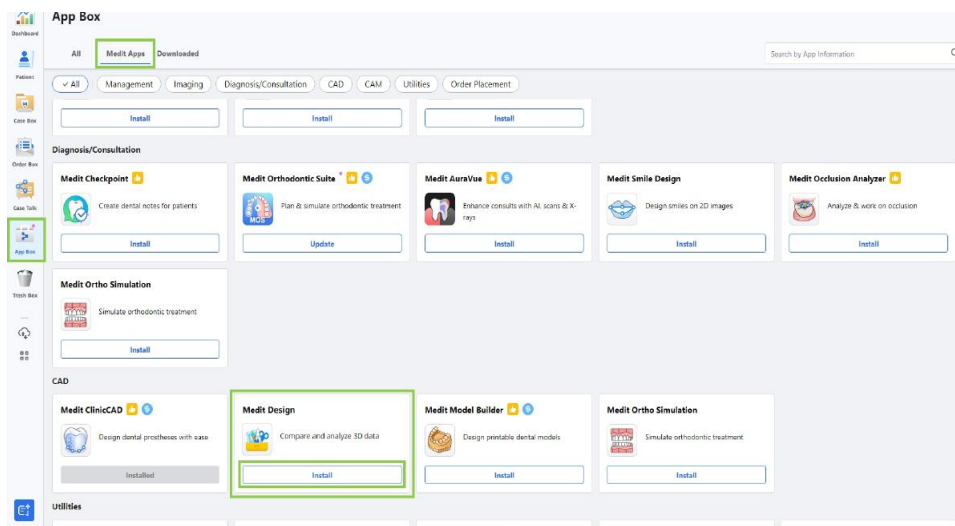 App Box
Dashboard
Patient
Case Box
Order Box
Case Talk
App Box
Trash Box
All
Medit Apps
Downloaded
Search by App Information
All
Management
Imaging
Diagnosis/Consultation
CAD
CAM
Utilities
Order Placement
Install
Install
Install
Diagnosis/Consultation
Medit Checkpoint
Create dental notes for patients
Install
Medit Orthodontic Suite
MOS
Plan & simulate orthodontic treatment
Update
Medit AuraVue
Enhance consults with AI, scans & X-
rays
Install
Medit Smile Design
Design smiles on 2D images
Install
Medit Occlusion Analyzer
Analyze & work on occlusion
Install
Medit Ortho Simulation
Simulate orthodontic treatment
Install
CAD
Medit ClinicCAD
Design dental prostheses with ease
Installed
Medit Design
Compare and analyze 3D data
Install
Medit Model Builder
Design printable dental models
Install
Medit Ortho Simulation
Simulate orthodontic treatment
Install
Utilities